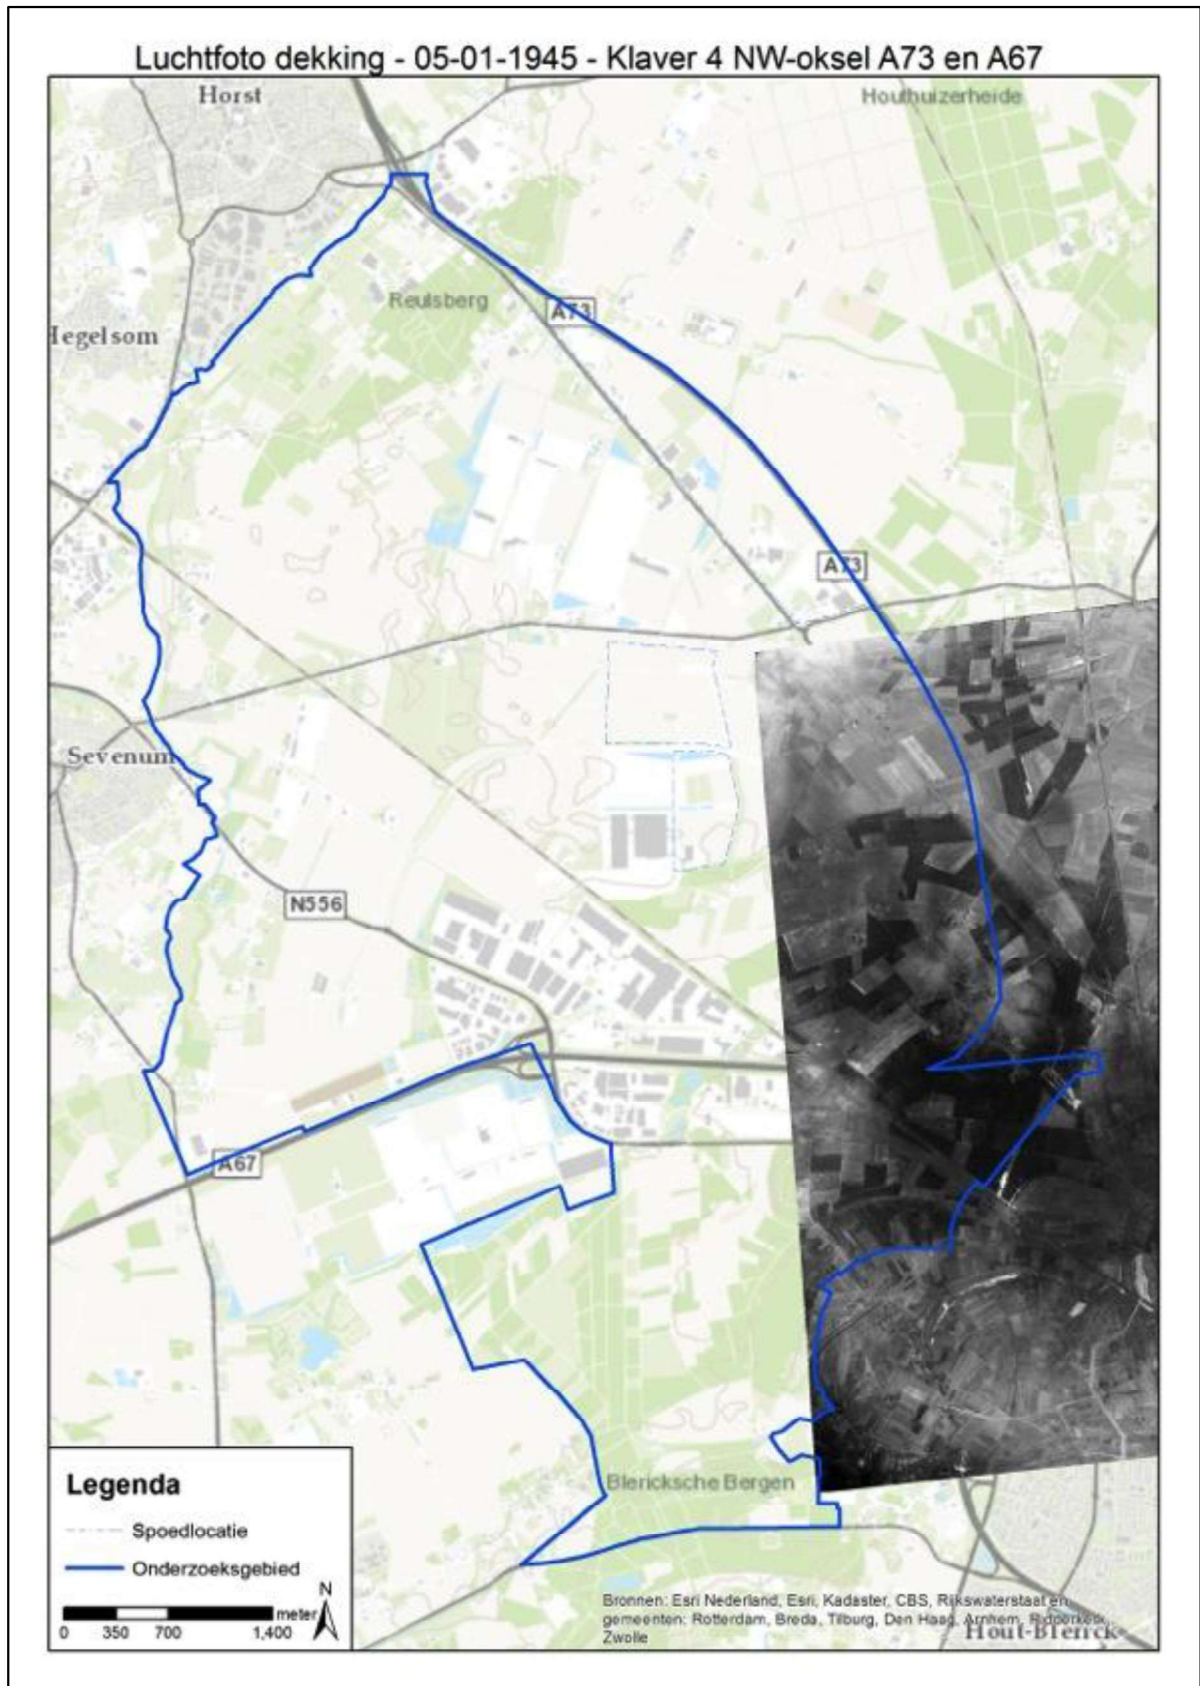 Luchtfoto dekking - 05-01-1945 - Klaver 4 NW-oksel A73 en A67
Horst
Houthuizerheide
Reulsberg
A73
Hegelsom
A73
Sevenum
N556
A67
Blericksche Bergen
Legenda
Spoedlocatie
Onderzoeksgebied
N
meter
0 350 700 1,400
Bronnen: Esri Nederland, Esri, Kadaster, CBS, Rijkswaterstaat en
gemeenten: Rotterdam, Breda, Tilburg, Den Haag, Arnhem, Ridderkerk,
Zwolle
Hout-Blerick